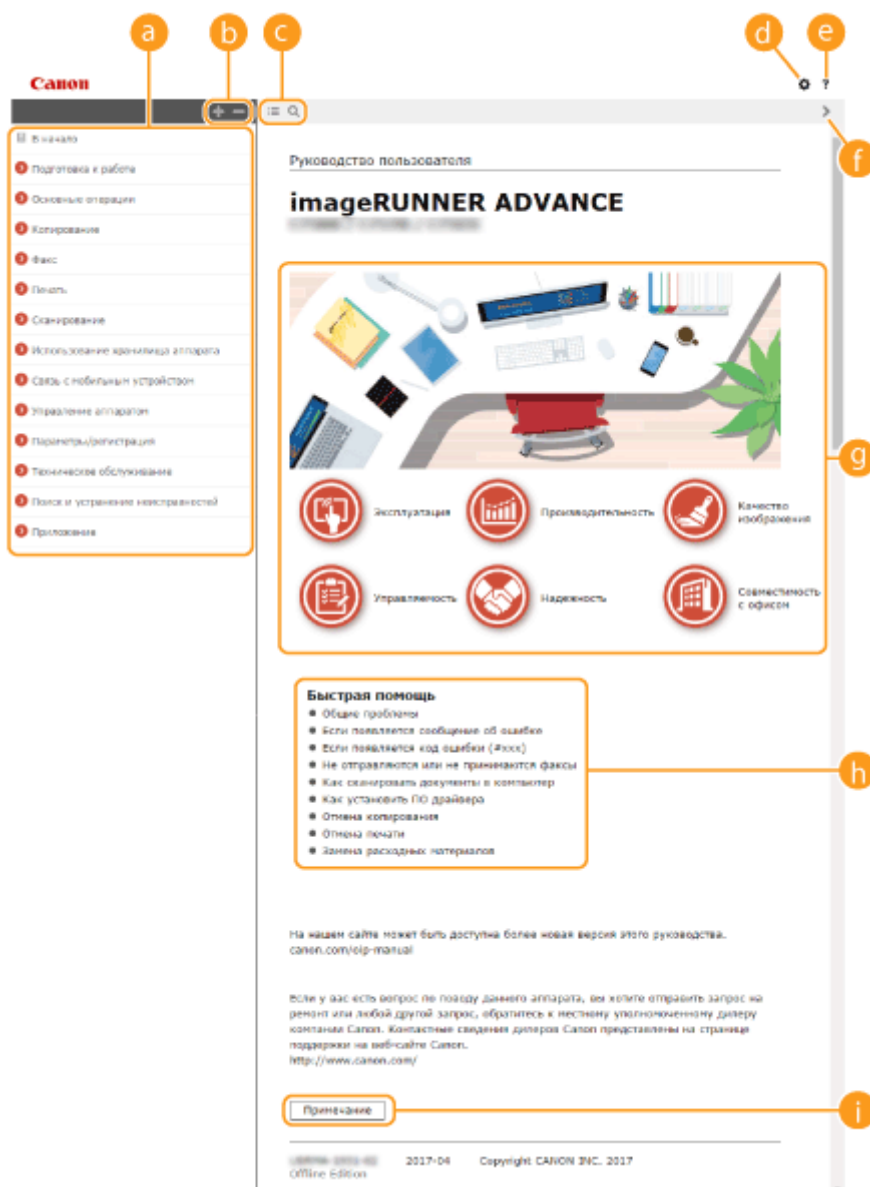 a
b
c
d
e
Canon
?
f
В начало
Подготовка к работе
Основные операции
Копирование
Факс
Печать
Сканирование
Использование хранилища аппарата
Связь с мобильным устройством
Управление аппаратом
Параметры/регистрация
Техническое обслуживание
Поиск и устранение неисправностей
Приложение
Руководство пользователя
imageRUNNER ADVANCE
g
Эксплуатация
Производительность
Качество
изображения
Управляемость
Надежность
Совместимость
с офисом
Быстрая помощь
Общие проблемы
Если появляется сообщение об ошибке
Если появляется код ошибки (#xxx)
Не отправляются или не принимаются факсы
Как сканировать документы в компьютер
Как установить ПО драйвера
Отмена копирования
Отмена печати
Замена расходных материалов
h
На нашем сайте может быть доступна более новая версия этого руководства.
canon.com/oip-manual
Если у вас есть вопрос по поводу данного аппарата, вы хотите отправить запрос на
ремонт или любой другой запрос, обратитесь к местному уполномоченному дилеру
компании Canon. Контактные сведения дилеров Canon представлены на странице
поддержки на веб-сайте Canon.
http://www.canon.com/
Примечание
i
2017-04 Copyright CANON INC. 2017
Offline Edition